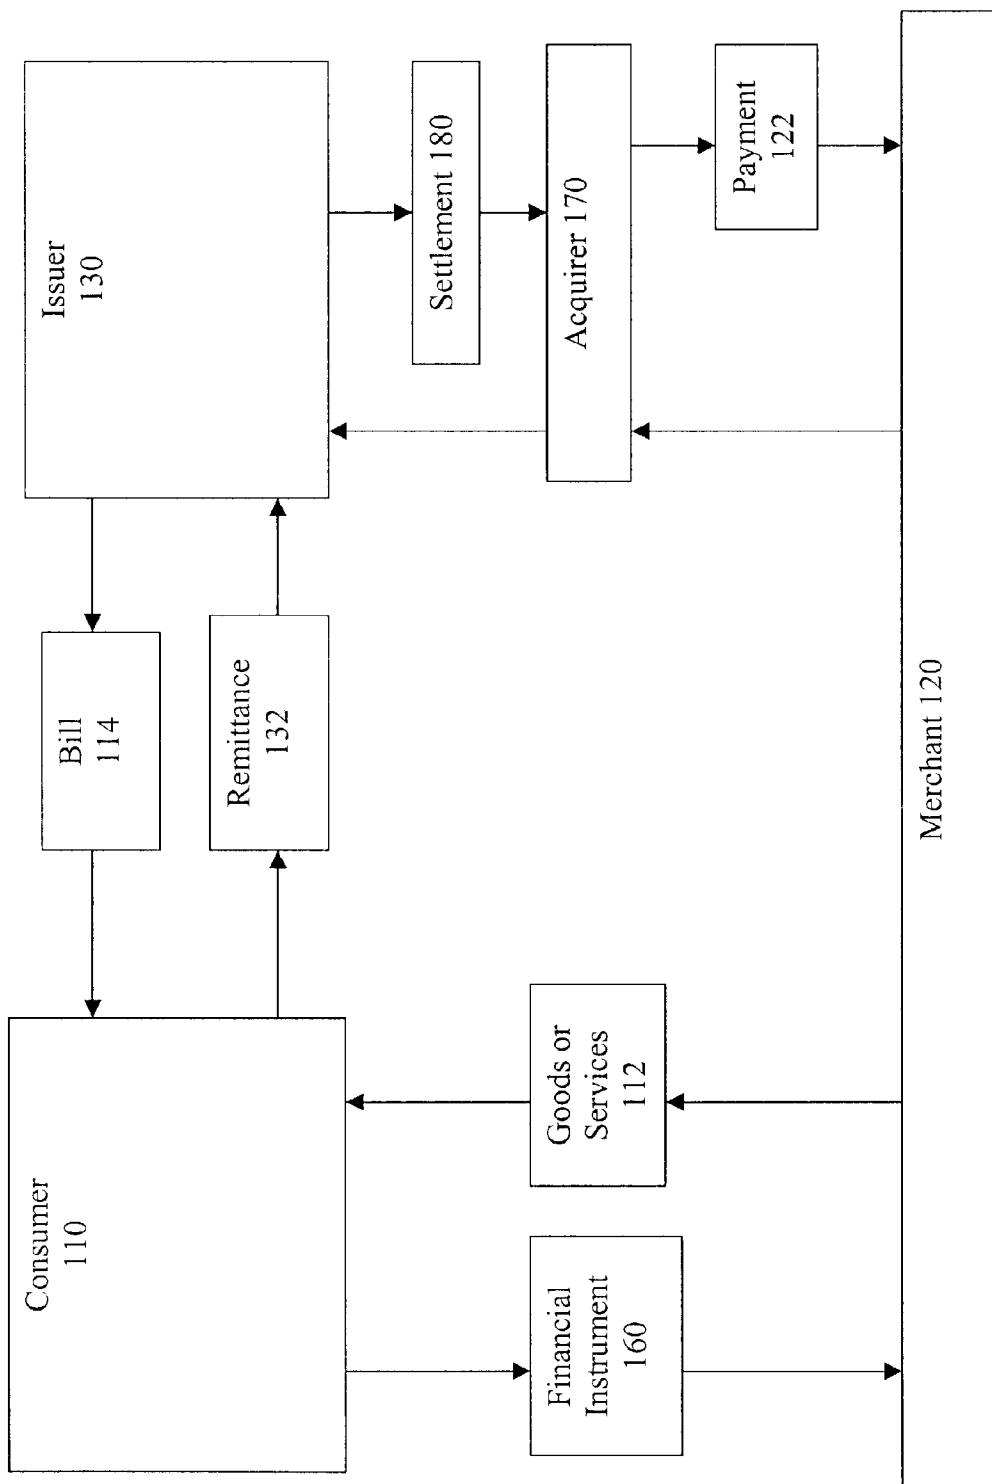 Consumer
110
Bill
114
Issuer
130
Remittance
132
Settlement 180
Financial
Instrument
160
Goods or
Services
112
Acquirer 170
Payment
122
Merchant 120